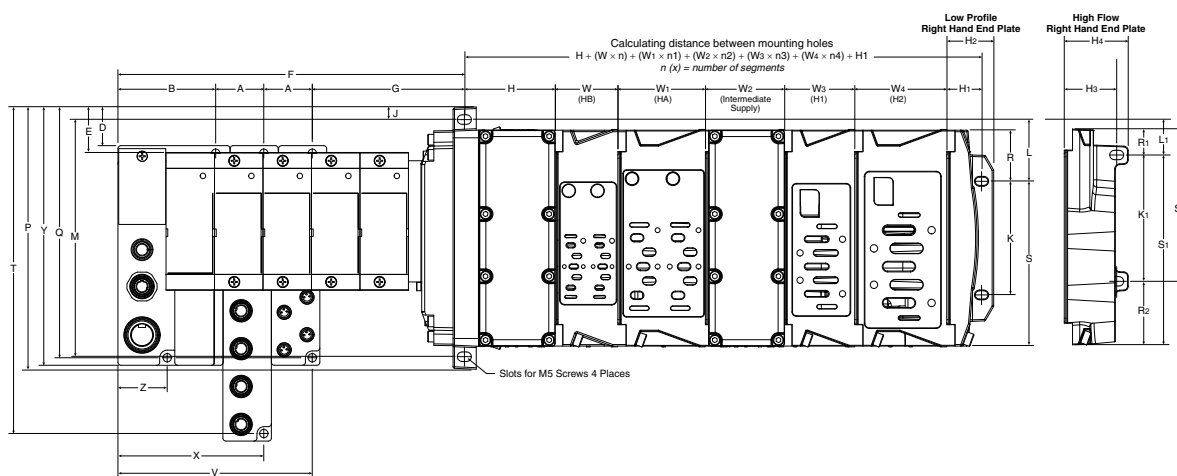 Low Profile
Right Hand End Plate
H2
High Flow
Right Hand End Plate
H4
Calculating distance between mounting holes
H + (W × n) + (W1 × n1) + (W2 × n2) + (W3 × n3) + (W4 × n4) + H1
n (x) = number of segments
F
B
A
A
G
H
W
(HB)
W1
(HA)
W2
(Intermediate
Supply)
W3
(H1)
W4
(H2)
H1
H3
J
E
D
R
L
R1
L1
P
Y
Q
M
T
K
S
K1
S1
S
R2
Slots for M5 Screws 4 Places
Z
X
V